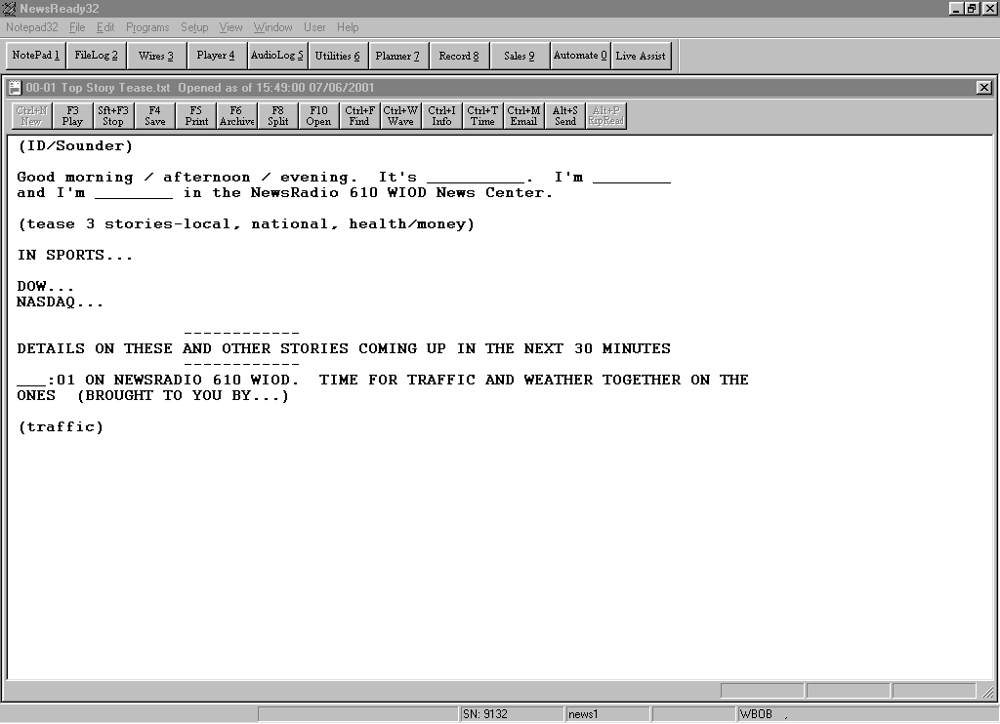 NewsReady32
Notepad32 File Edit Programs Setup View Window User Help
NotePad 1 FileLog 2 Wires 3 Player 4 AudioLog 5 Utilities 6 Planner 7 Record 8 Sales 9 Automate 0 Live Assist
00-01 Top Story Tease.txt Opened as of 15:49:00 07/06/2001
Ctrl+N F3 Sft+F3 F4 F5 F6 F8 F10 Ctrl+F Ctrl+W Ctrl+I Ctrl+T Ctrl+M Alt+S Alt+P
New Play Stop Save Print Archive Split Open Find Wave Info Time Email Send RipRead
(ID/Sounder)
Good morning / afternoon / evening. It's __________. I'm ________
and I'm ________ in the NewsRadio 610 WIOD News Center.
(tease 3 stories-local, national, health/money)
IN SPORTS...
DOW...
NASDAQ...
------------
DETAILS ON THESE AND OTHER STORIES COMING UP IN THE NEXT 30 MINUTES
------------
___:01 ON NEWSRADIO 610 WIOD. TIME FOR TRAFFIC AND WEATHER TOGETHER ON THE
ONES (BROUGHT TO YOU BY...)
(traffic)
SN: 9132 news1 WBOB ,